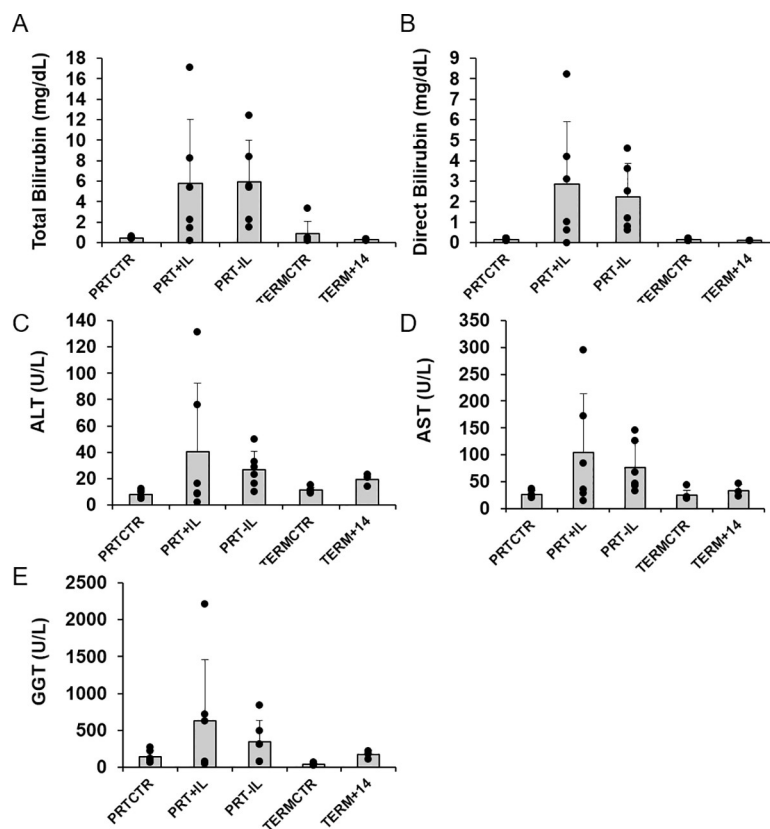 A
Total Bilirubin (mg/dL)
18
16
14
12
10
8
6
4
2
0
PRTCTR
PRT+IL
PRT-IL
TERMCTR
TERM+14
B
Direct Bilirubin (mg/dL)
9
8
7
6
5
4
3
2
1
0
PRTCTR
PRT+IL
PRT-IL
TERMCTR
TERM+14
C
ALT (U/L)
140
120
100
80
60
40
20
0
PRTCTR
PRT+IL
PRT-IL
TERMCTR
TERM+14
D
AST (U/L)
350
300
250
200
150
100
50
0
PRTCTR
PRT+IL
PRT-IL
TERMCTR
TERM+14
E
GGT (U/L)
2500
2000
1500
1000
500
0
PRTCTR
PRT+IL
PRT-IL
TERMCTR
TERM+14